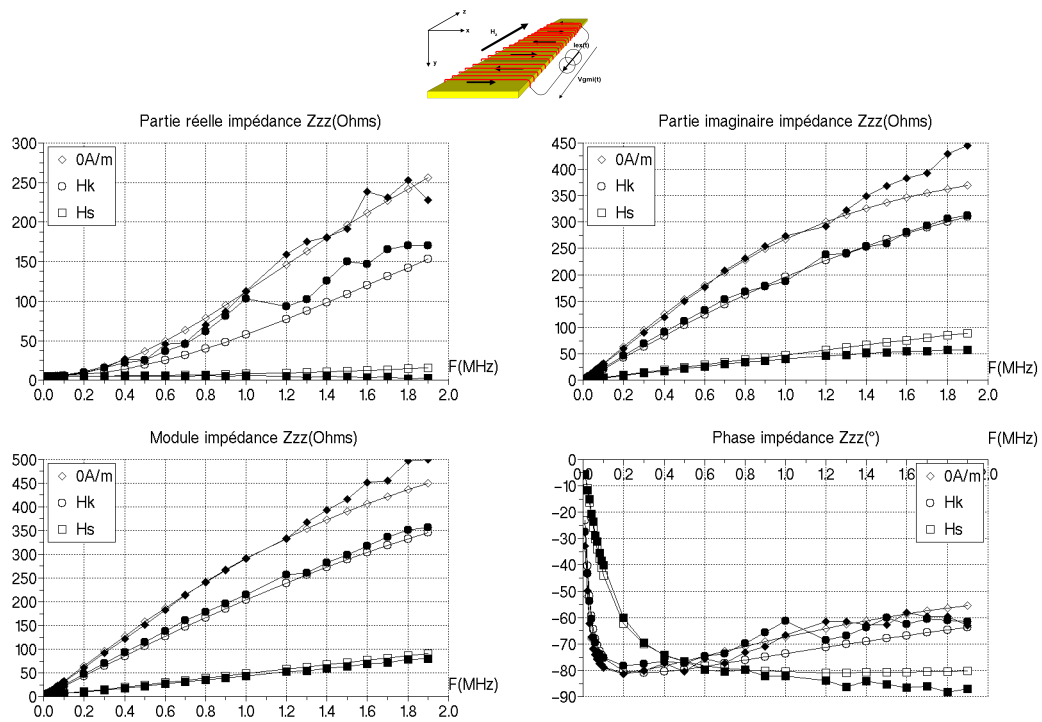 z
x
y
Hz
Iex(t)
Vgmi(t)
Partie réelle impédance Zzz(Ohms)
300
250
200
150
100
50
0
0A/m
Hk
Hs
F(MHz)
0.0 0.2 0.4 0.6 0.8 1.0 1.2 1.4 1.6 1.8 2.0
Partie imaginaire impédance Zzz(Ohms)
450
400
350
300
250
200
150
100
50
0
0A/m
Hk
Hs
F(MHz)
0.0 0.2 0.4 0.6 0.8 1.0 1.2 1.4 1.6 1.8 2.0
Module impédance Zzz(Ohms)
500
450
400
350
300
250
200
150
100
50
0
0A/m
Hk
Hs
F(MHz)
0.0 0.2 0.4 0.6 0.8 1.0 1.2 1.4 1.6 1.8 2.0
Phase impédance Zzz(°)
F(MHz)
0
−10
−20
−30
−40
−50
−60
−70
−80
−90
0.2 0.4 0.6 0.8 1.0 1.2 1.4 1.6
0A/m
Hk
Hs